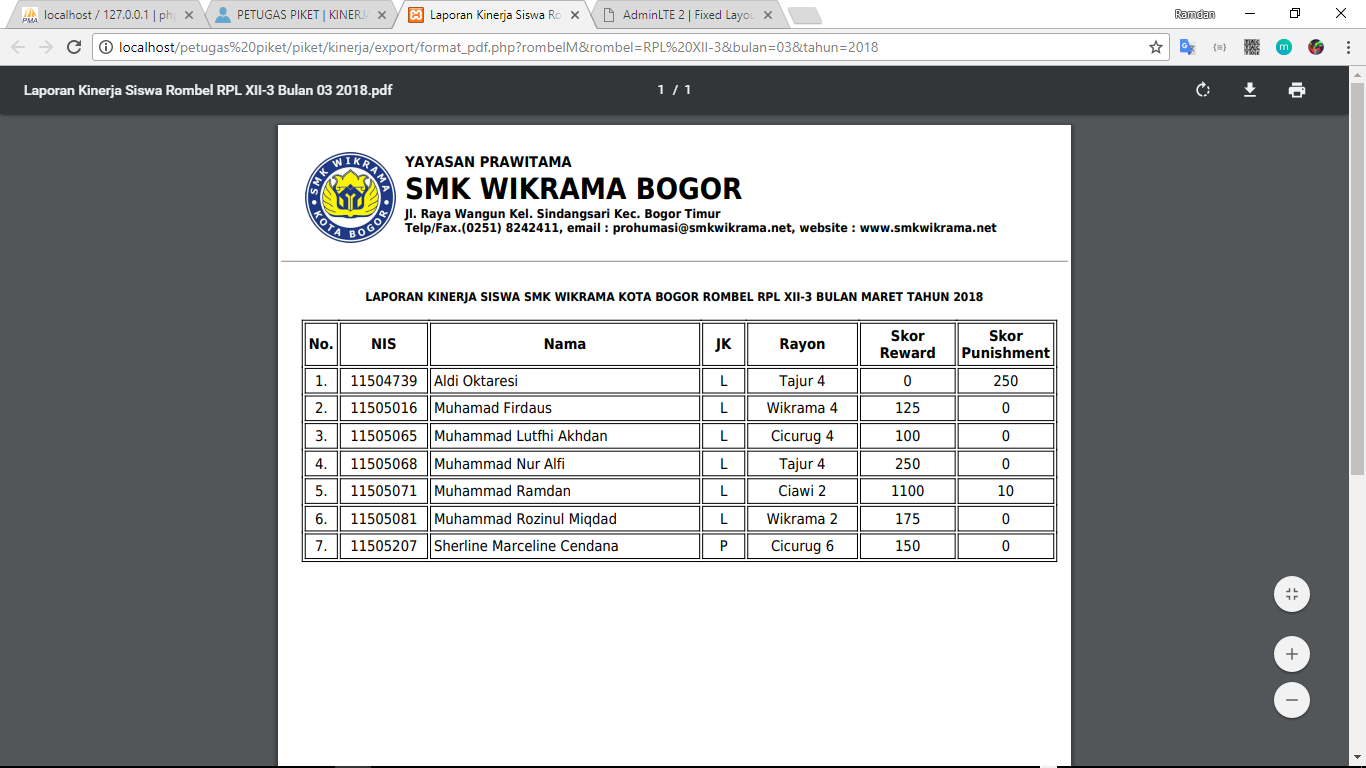 localhost / 127.0.0.1 | ph
PETUGAS PIKET | KINERJ
Laporan Kinerja Siswa Ro
AdminLTE 2 | Fixed Layou
Ramdan
localhost/petugas%20piket/piket/kinerja/export/format_pdf.php?rombelM&rombel=RPL%20XII-3&bulan=03&tahun=2018
Laporan Kinerja Siswa Rombel RPL XII-3 Bulan 03 2018.pdf
1 / 1
SMK WIKRAMA
KOTA BOGOR
YAYASAN PRAWITAMA
SMK WIKRAMA BOGOR
Jl. Raya Wangun Kel. Sindangsari Kec. Bogor Timur
Telp/Fax.(0251) 8242411, email : prohumasi@smkwikrama.net, website : www.smkwikrama.net
LAPORAN KINERJA SISWA SMK WIKRAMA KOTA BOGOR ROMBEL RPL XII-3 BULAN MARET TAHUN 2018
No. NIS Nama JK Rayon Skor Reward Skor Punishment
1. 11504739 Aldi Oktaresi L Tajur 4 0 250
2. 11505016 Muhamad Firdaus L Wikrama 4 125 0
3. 11505065 Muhammad Lutfhi Akhdan L Cicurug 4 100 0
4. 11505068 Muhammad Nur Alfi L Tajur 4 250 0
5. 11505071 Muhammad Ramdan L Ciawi 2 1100 10
6. 11505081 Muhammad Rozinul Miqdad L Wikrama 2 175 0
7. 11505207 Sherline Marceline Cendana P Cicurug 6 150 0